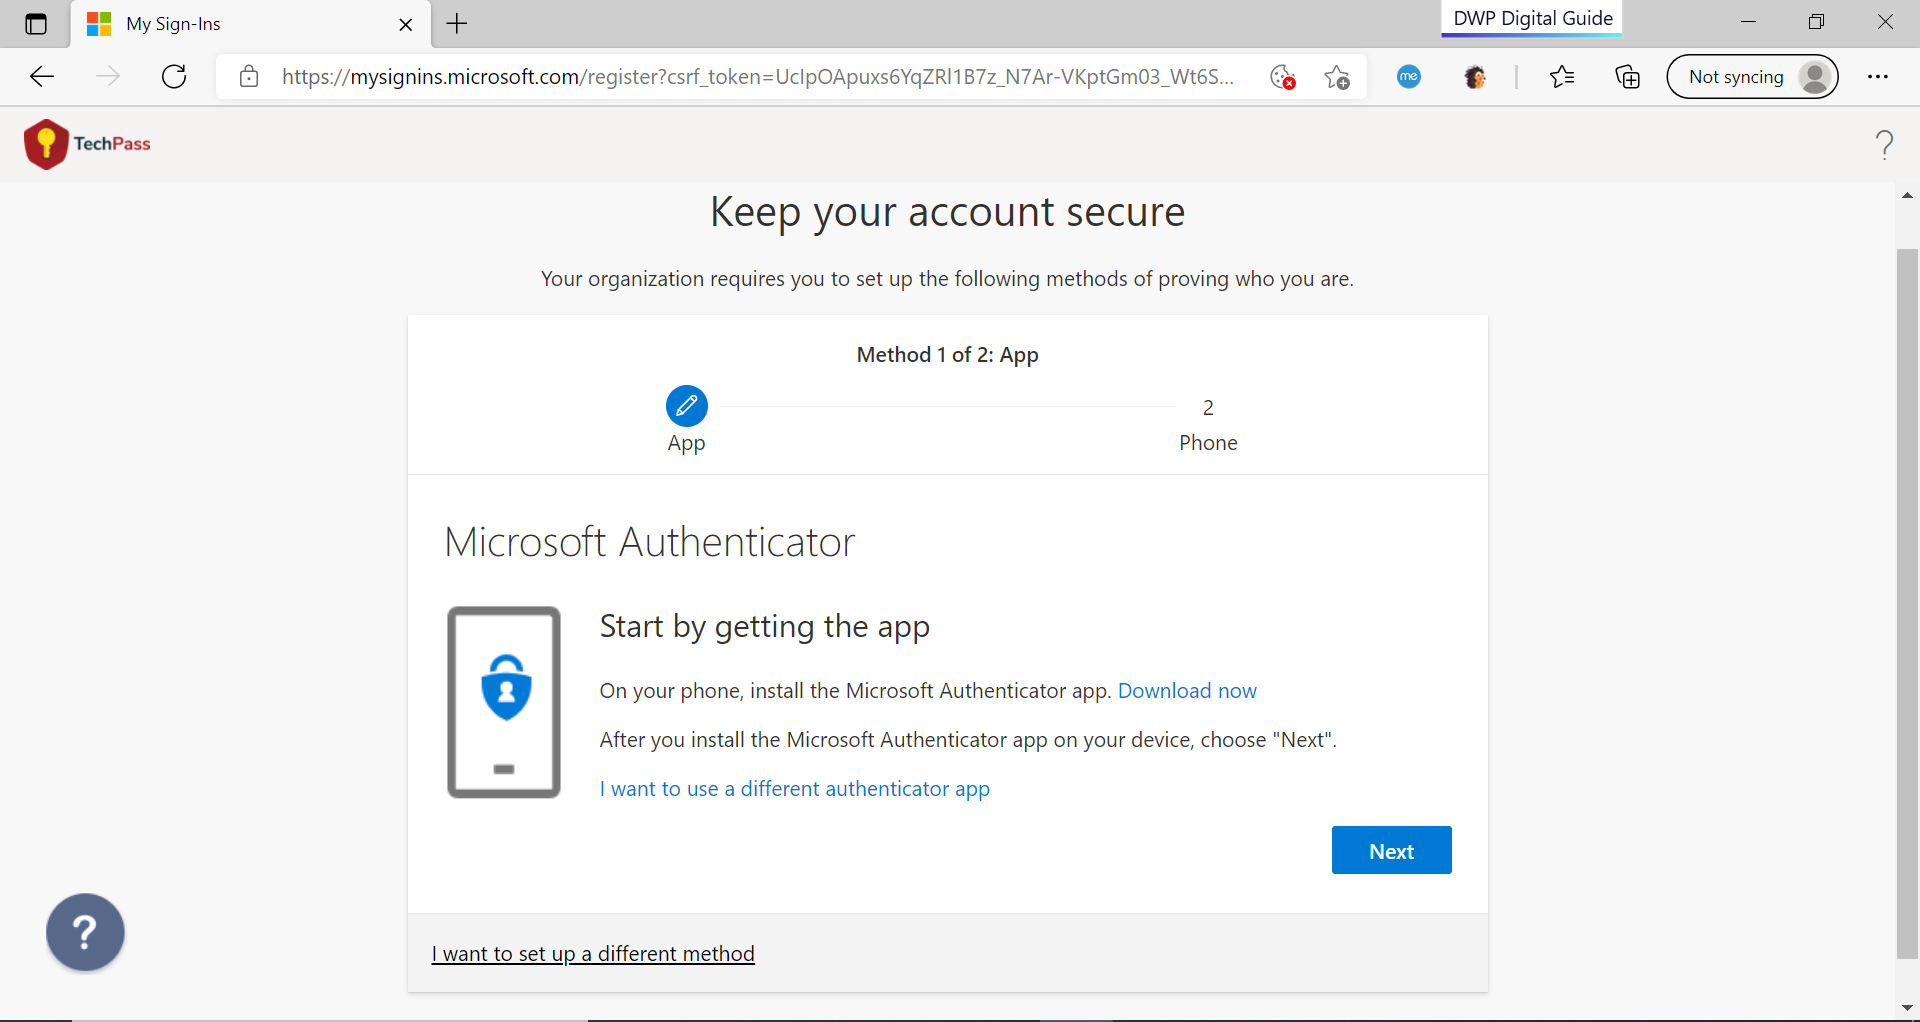 My Sign-Ins
DWP Digital Guide
https://mysignins.microsoft.com/register?csrf_token=UcIpOApuxs6YqZRl1B7z_N7Ar-VKptGm03_Wt6S...
me
Not syncing
TechPass
?
Keep your account secure
Your organization requires you to set up the following methods of proving who you are.
Method 1 of 2: App
2
App
Phone
Microsoft Authenticator
Start by getting the app
On your phone, install the Microsoft Authenticator app. Download now
After you install the Microsoft Authenticator app on your device, choose "Next".
I want to use a different authenticator app
Next
?
I want to set up a different method